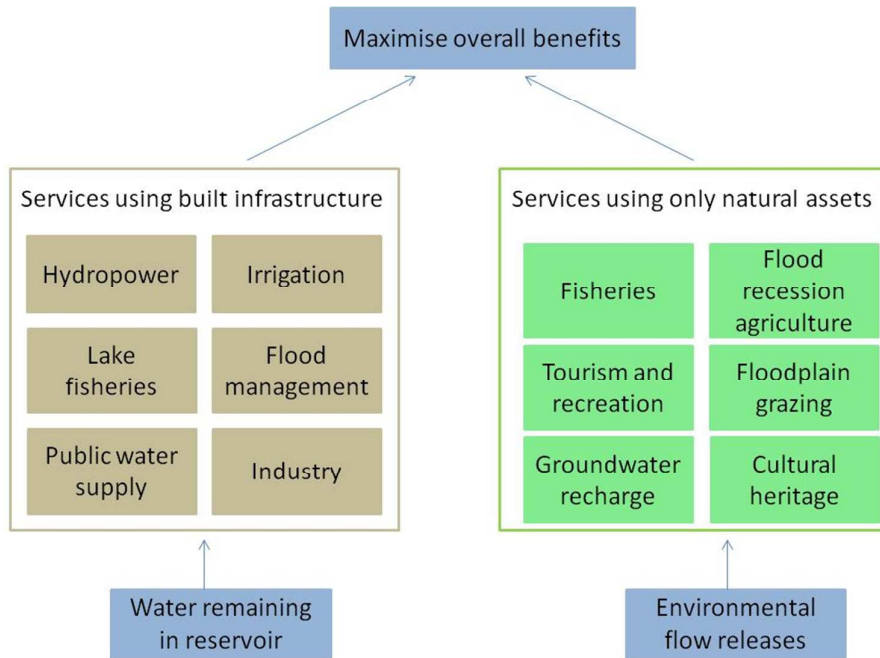 Maximise overall benefits
Services using built infrastructure
Hydropower
Irrigation
Lake
fisheries
Flood
management
Public water
supply
Industry
Services using only natural assets
Fisheries
Flood
recession
agriculture
Tourism and
recreation
Floodplain
grazing
Groundwater
recharge
Cultural
heritage
Water remaining
in reservoir
Environmental
flow releases